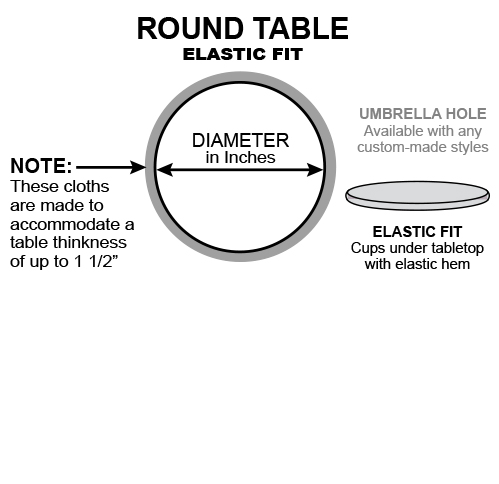 ROUND TABLE
ELASTIC FIT
DIAMETER
in Inches
NOTE:
These cloths
are made to
accommodate a
table thinkness
of up to 1 1/2”
UMBRELLA HOLE
Available with any
custom-made styles
ELASTIC FIT
Cups under tabletop
with elastic hem